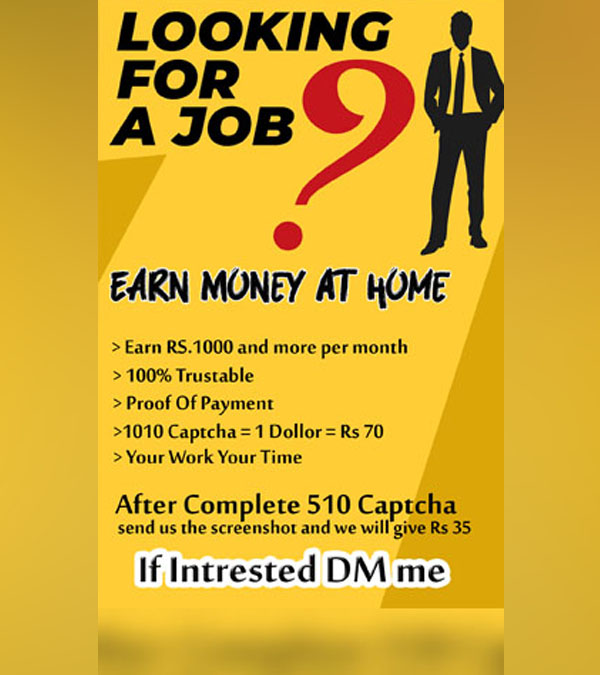 LOOKING
FOR
A JOB ?
EARN MONEY AT HOME
> Earn RS.1000 and more per month
> 100% Trustable
> Proof Of Payment
>1010 Captcha = 1 Dollor = Rs 70
> Your Work Your Time
After Complete 510 Captcha
send us the screenshot and we will give Rs 35
If Intrested DM me